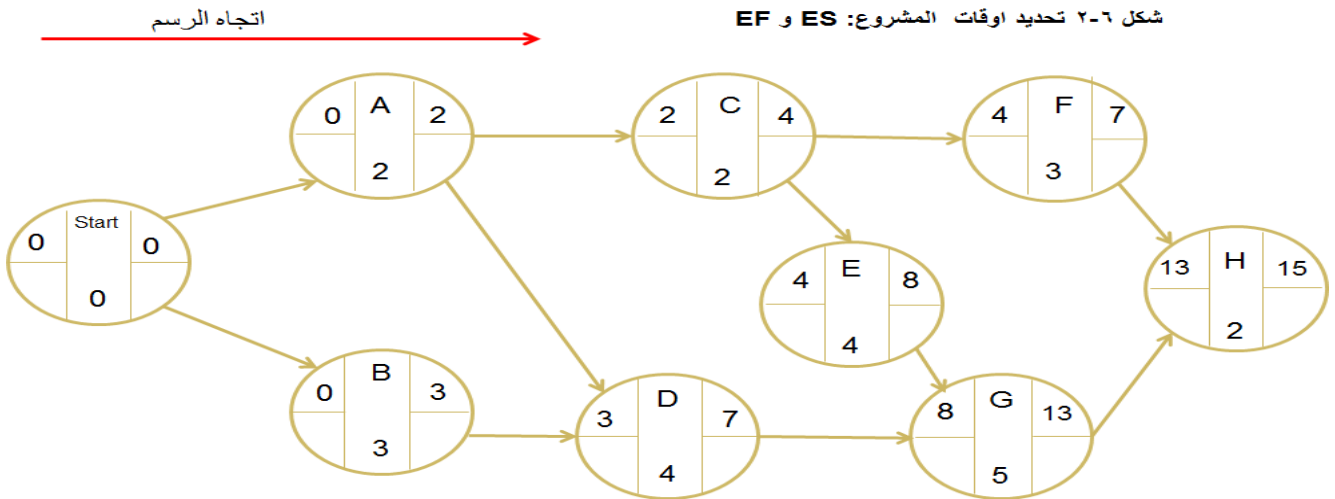 شكل ٦-٢ تحديد اوقات المشروع: ES و EF
اتجاه الرسم
0 A 2
2
2 C 4
2
4 F 7
3
0 Start 0
0
4 E 8
4
13 H 15
2
0 B 3
3
3 D 7
4
8 G 13
5